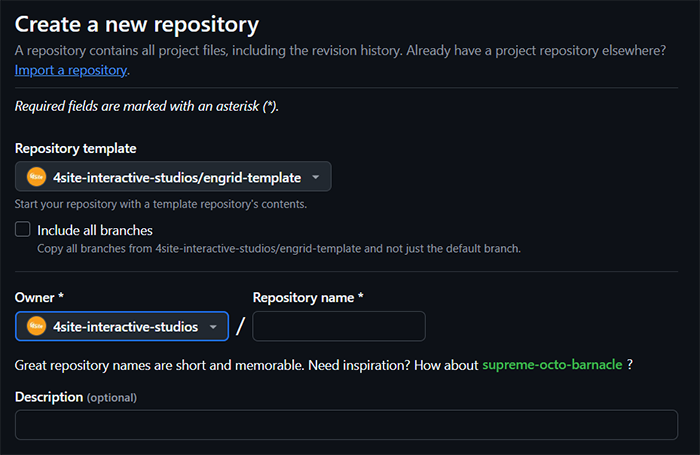 Create a new repository
A repository contains all project files, including the revision history. Already have a project repository elsewhere?
Import a repository.
Required fields are marked with an asterisk (*).
Repository template
4site-interactive-studios/engrid-template
Start your repository with a template repository's contents.
Include all branches
Copy all branches from 4site-interactive-studios/engrid-template and not just the default branch.
Owner * Repository name *
4site-interactive-studios /
Great repository names are short and memorable. Need inspiration? How about supreme-octo-barnacle ?
Description (optional)